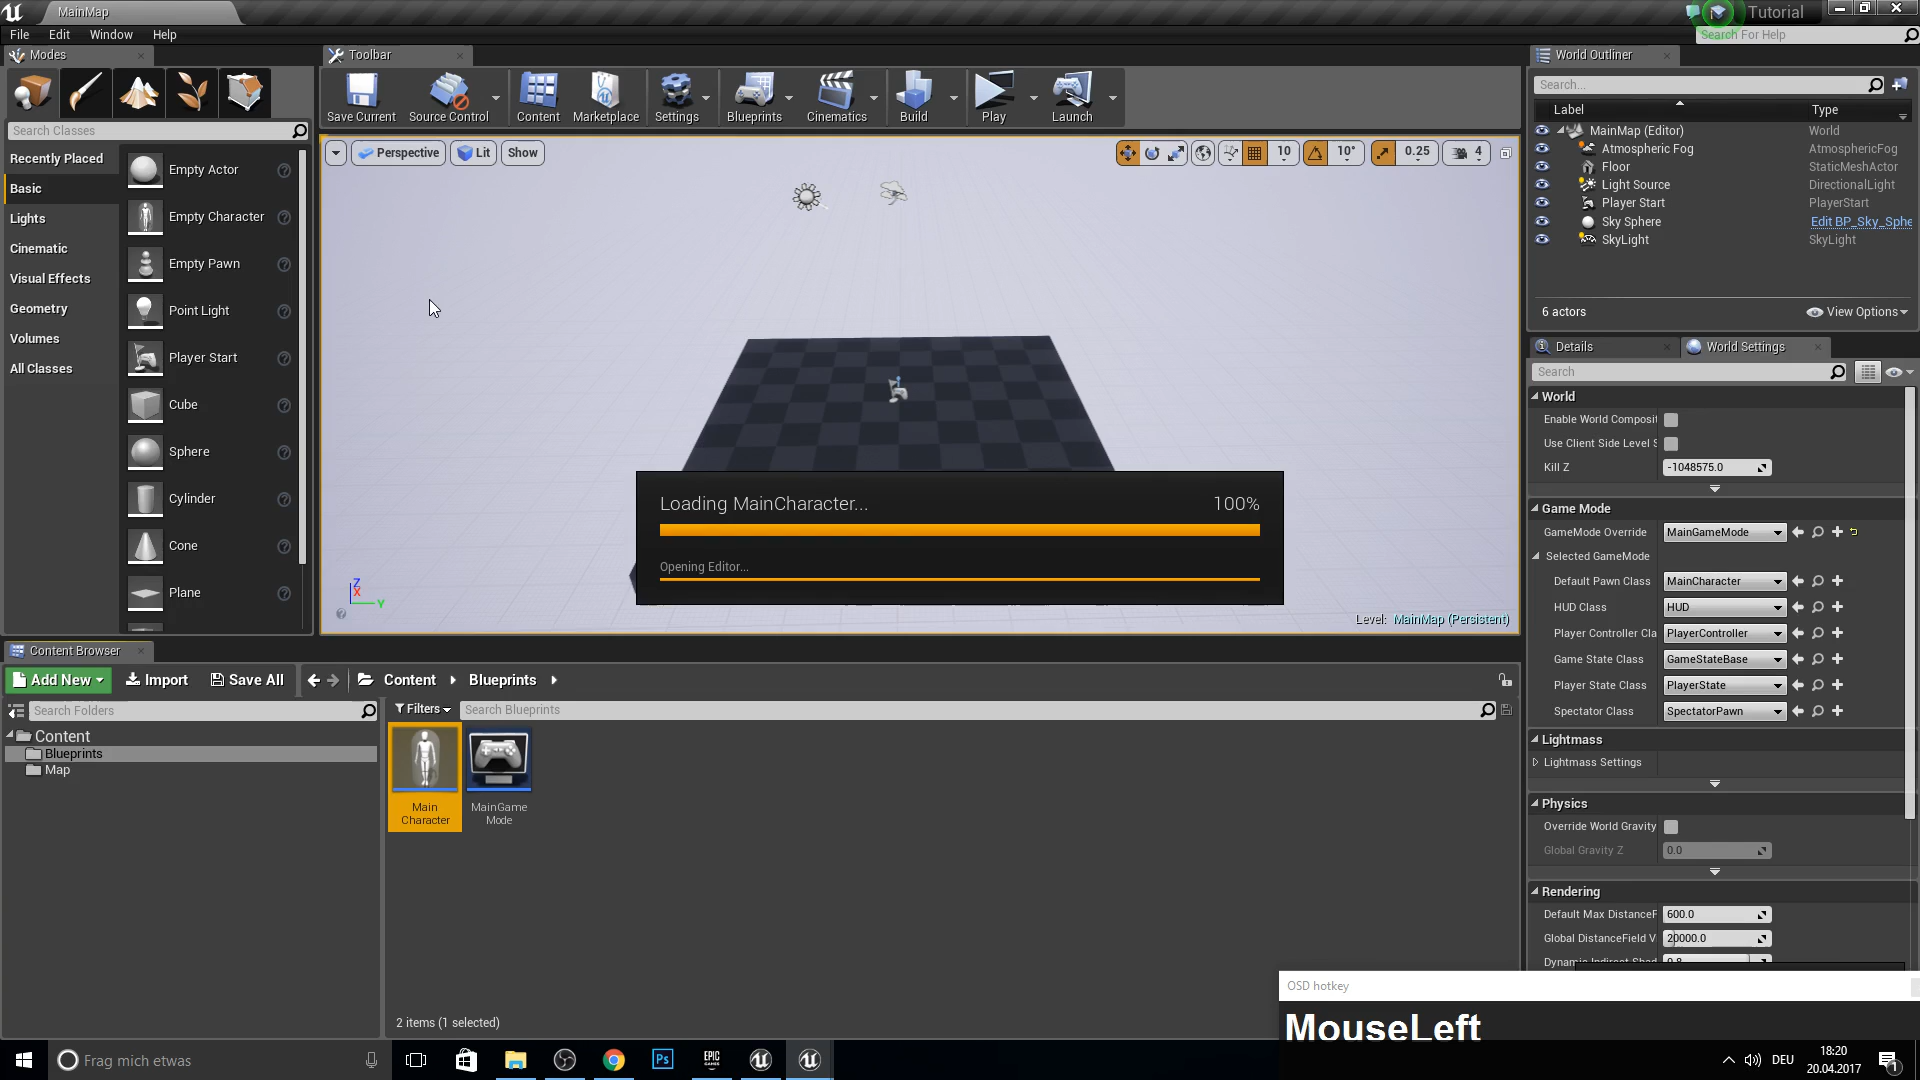 MainMap
Tutorial
File Edit Window Help
Search For Help
Modes
Toolbar
World Outliner
Save Current
Source Control
Content
Marketplace
Settings
Blueprints
Cinematics
Build
Play
Launch
Search...
Label
Type
Search Classes
Recently Placed
Basic
Lights
Cinematic
Visual Effects
Geometry
Volumes
All Classes
Empty Actor
Empty Character
Empty Pawn
Point Light
Player Start
Cube
Sphere
Cylinder
Cone
Plane
Perspective
Lit
Show
10
10°
0.25
4
Loading MainCharacter...
100%
Opening Editor...
Level: MainMap (Persistent)
Z
X
Y
MainMap (Editor) World
Atmospheric Fog AtmosphericFog
Floor StaticMeshActor
Light Source DirectionalLight
Player Start PlayerStart
Sky Sphere Edit BP_Sky_Sphe
SkyLight SkyLight
6 actors
View Options
Details
World Settings
Search
World
Enable World Composit
Use Client Side Level S
Kill Z -1048575.0
Game Mode
GameMode Override MainGameMode
Selected GameMode
Default Pawn Class MainCharacter
HUD Class HUD
Player Controller Cla PlayerController
Game State Class GameStateBase
Player State Class PlayerState
Spectator Class SpectatorPawn
Lightmass
Lightmass Settings
Physics
Override World Gravity
Global Gravity Z 0.0
Rendering
Default Max DistanceF 600.0
Global DistanceField V 20000.0
Content Browser
Add New
Import
Save All
Content
Blueprints
Search Folders
Filters
Search Blueprints
Content
Blueprints
Map
Main
Character
MainGame
Mode
2 items (1 selected)
OSD hotkey
MouseLeft
Frag mich etwas
Ps
EPIC
GAMES
DEU
18:20
20.04.2017
1